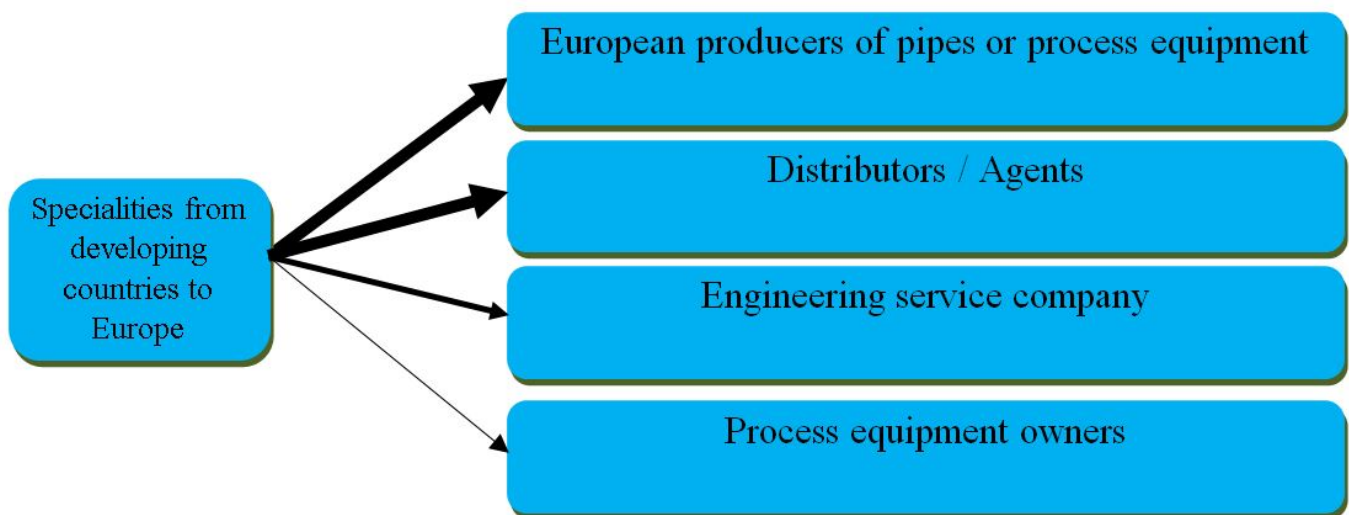 European producers of pipes or process equipment
Distributors / Agents
Specialities from
developing
countries to
Europe
Engineering service company
Process equipment owners